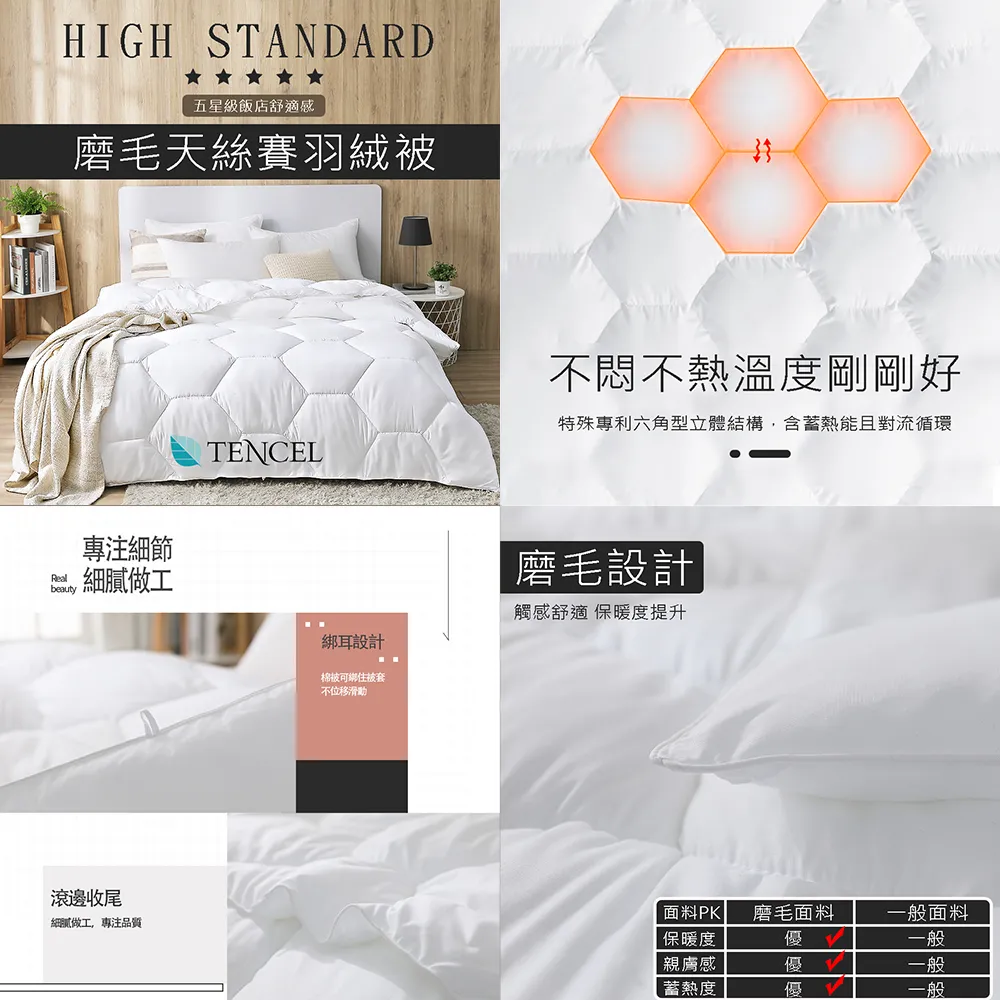 HIGH STANDARD
★★★★★
五星級飯店舒適感
磨毛天絲賽羽絨被
TENCEL
不悶不熱溫度剛剛好
特殊專利六角型立體結構，含蓄熱能且對流循環
專注細節
Real beauty 細膩做工
綁耳設計
棉被可綁住被套
不位移滑動
滾邊收尾
細膩做工，專注品質
磨毛設計
觸感舒適 保暖度提升
面料PK 磨毛面料 一般面料
保暖度 優 一般
親膚感 優 一般
蓄熱度 優 一般